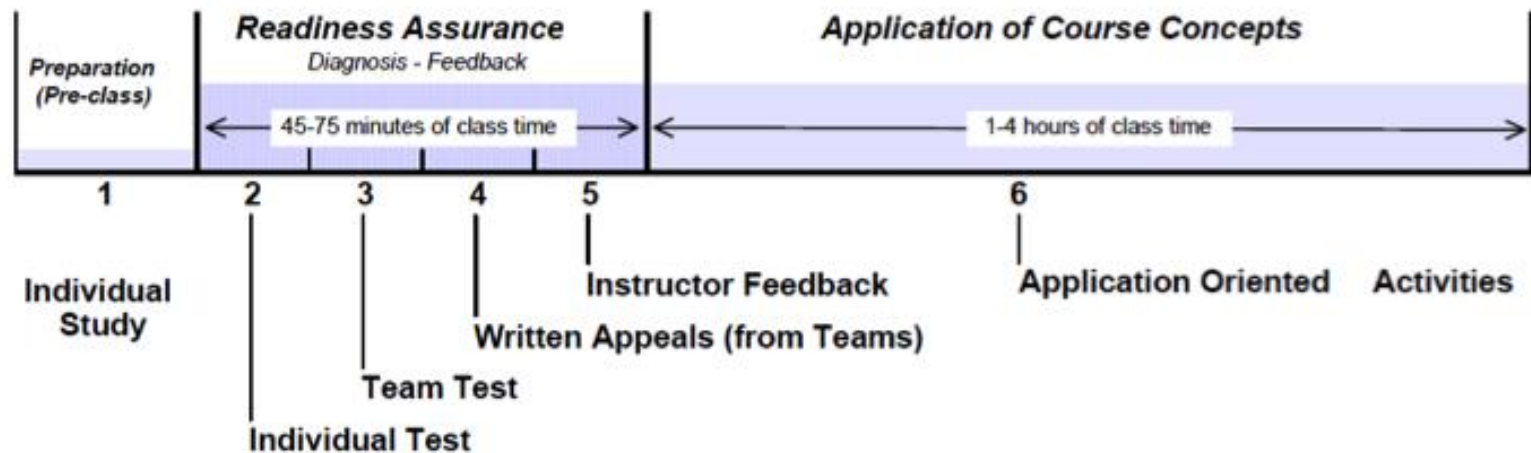 Preparation
(Pre-class)
Readiness Assurance
Diagnosis - Feedback
45-75 minutes of class time
Application of Course Concepts
1-4 hours of class time
1
2
3
4
5
6
Individual
Study
Instructor Feedback
Application Oriented Activities
Written Appeals (from Teams)
Team Test
Individual Test